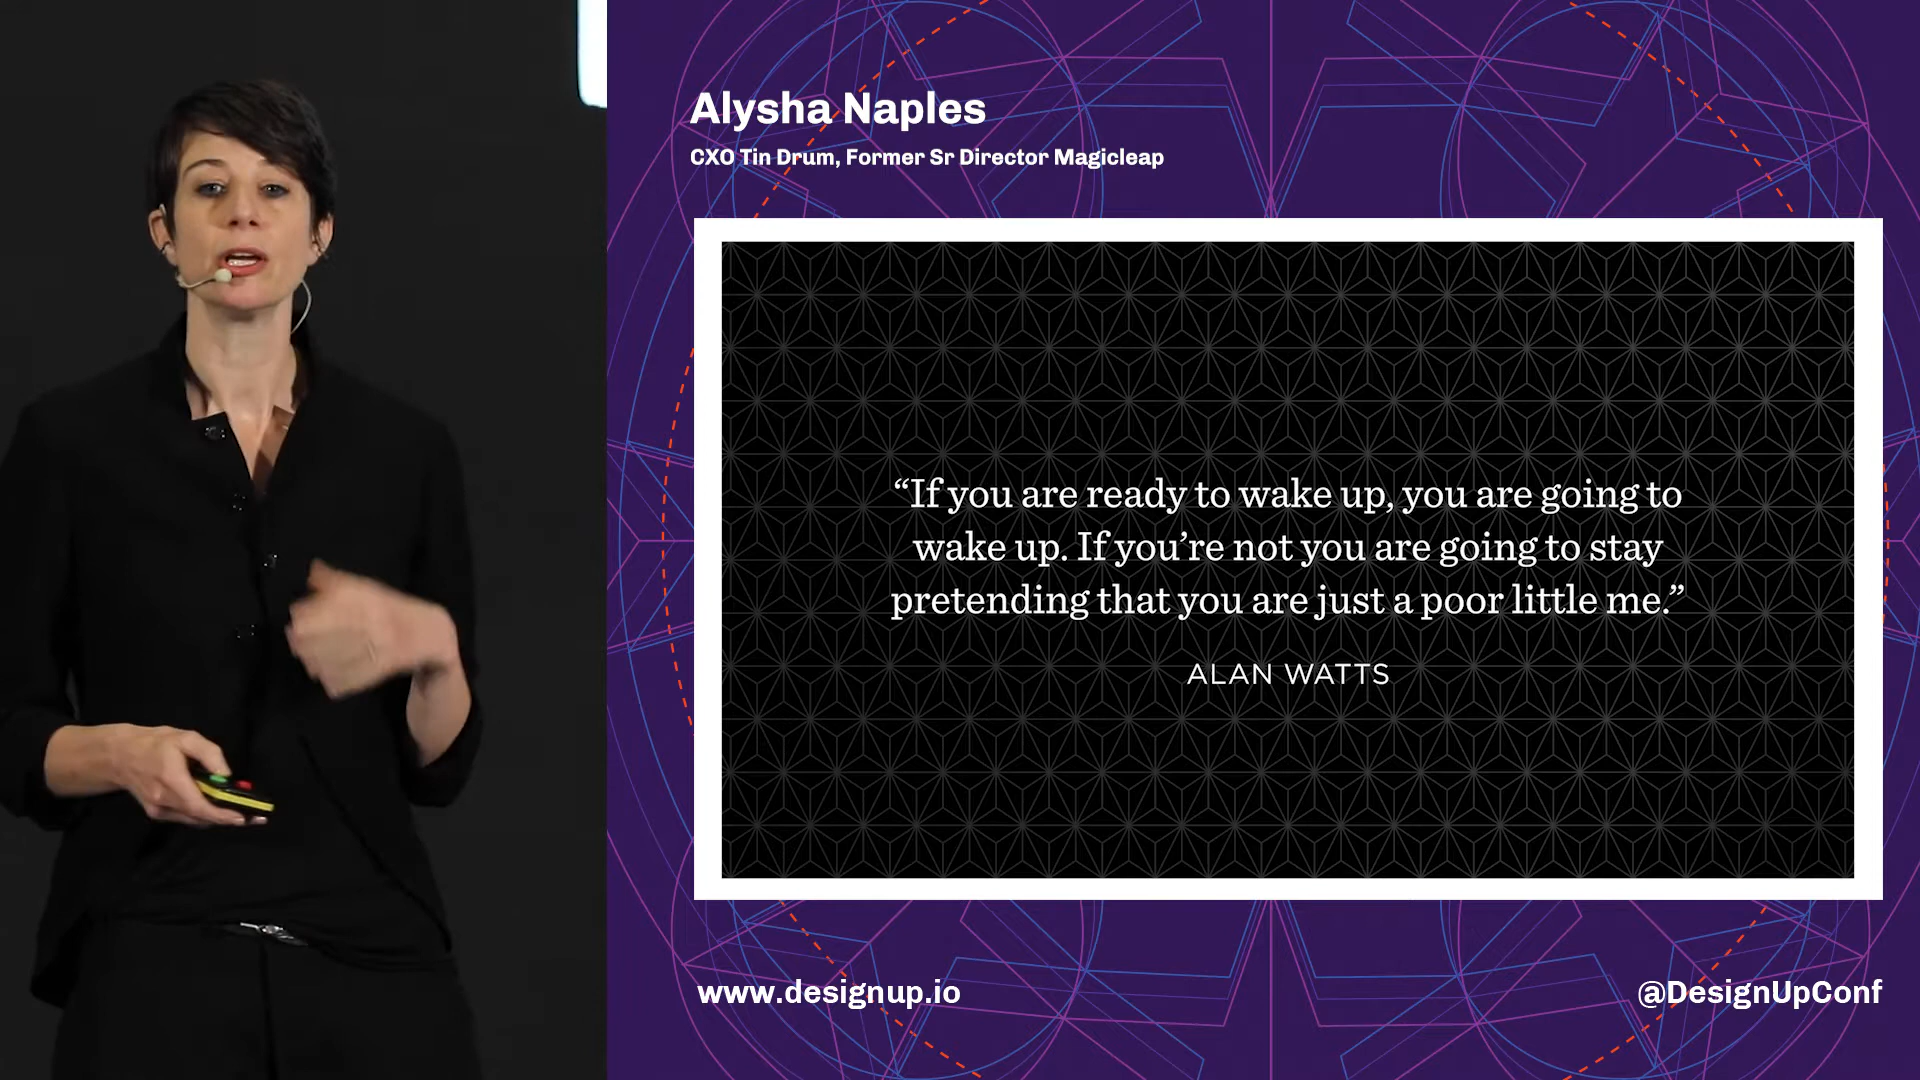 Alysha Naples
CXO Tin Drum, Former Sr Director Magicleap
“If you are ready to wake up, you are going to
wake up. If you’re not you are going to stay
pretending that you are just a poor little me.”
ALAN WATTS
www.designup.io
@DesignUpConf